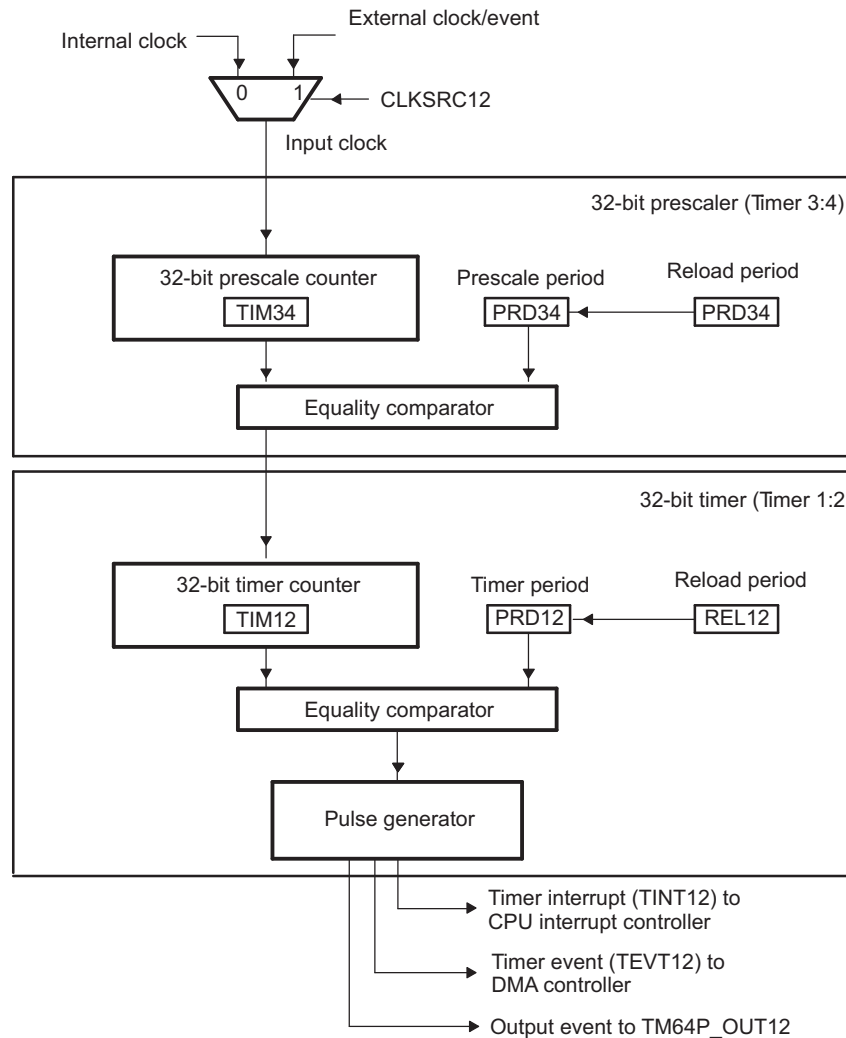 External clock/event
Internal clock
0 1
CLKSRC12
Input clock
32-bit prescaler (Timer 3:4)
32-bit prescale counter
Prescale period
Reload period
TIM34
PRD34
PRD34
Equality comparator
32-bit timer (Timer 1:2
32-bit timer counter
Timer period
Reload period
TIM12
PRD12
REL12
Equality comparator
Pulse generator
Timer interrupt (TINT12) to
CPU interrupt controller
Timer event (TEVT12) to
DMA controller
Output event to TM64P_OUT12